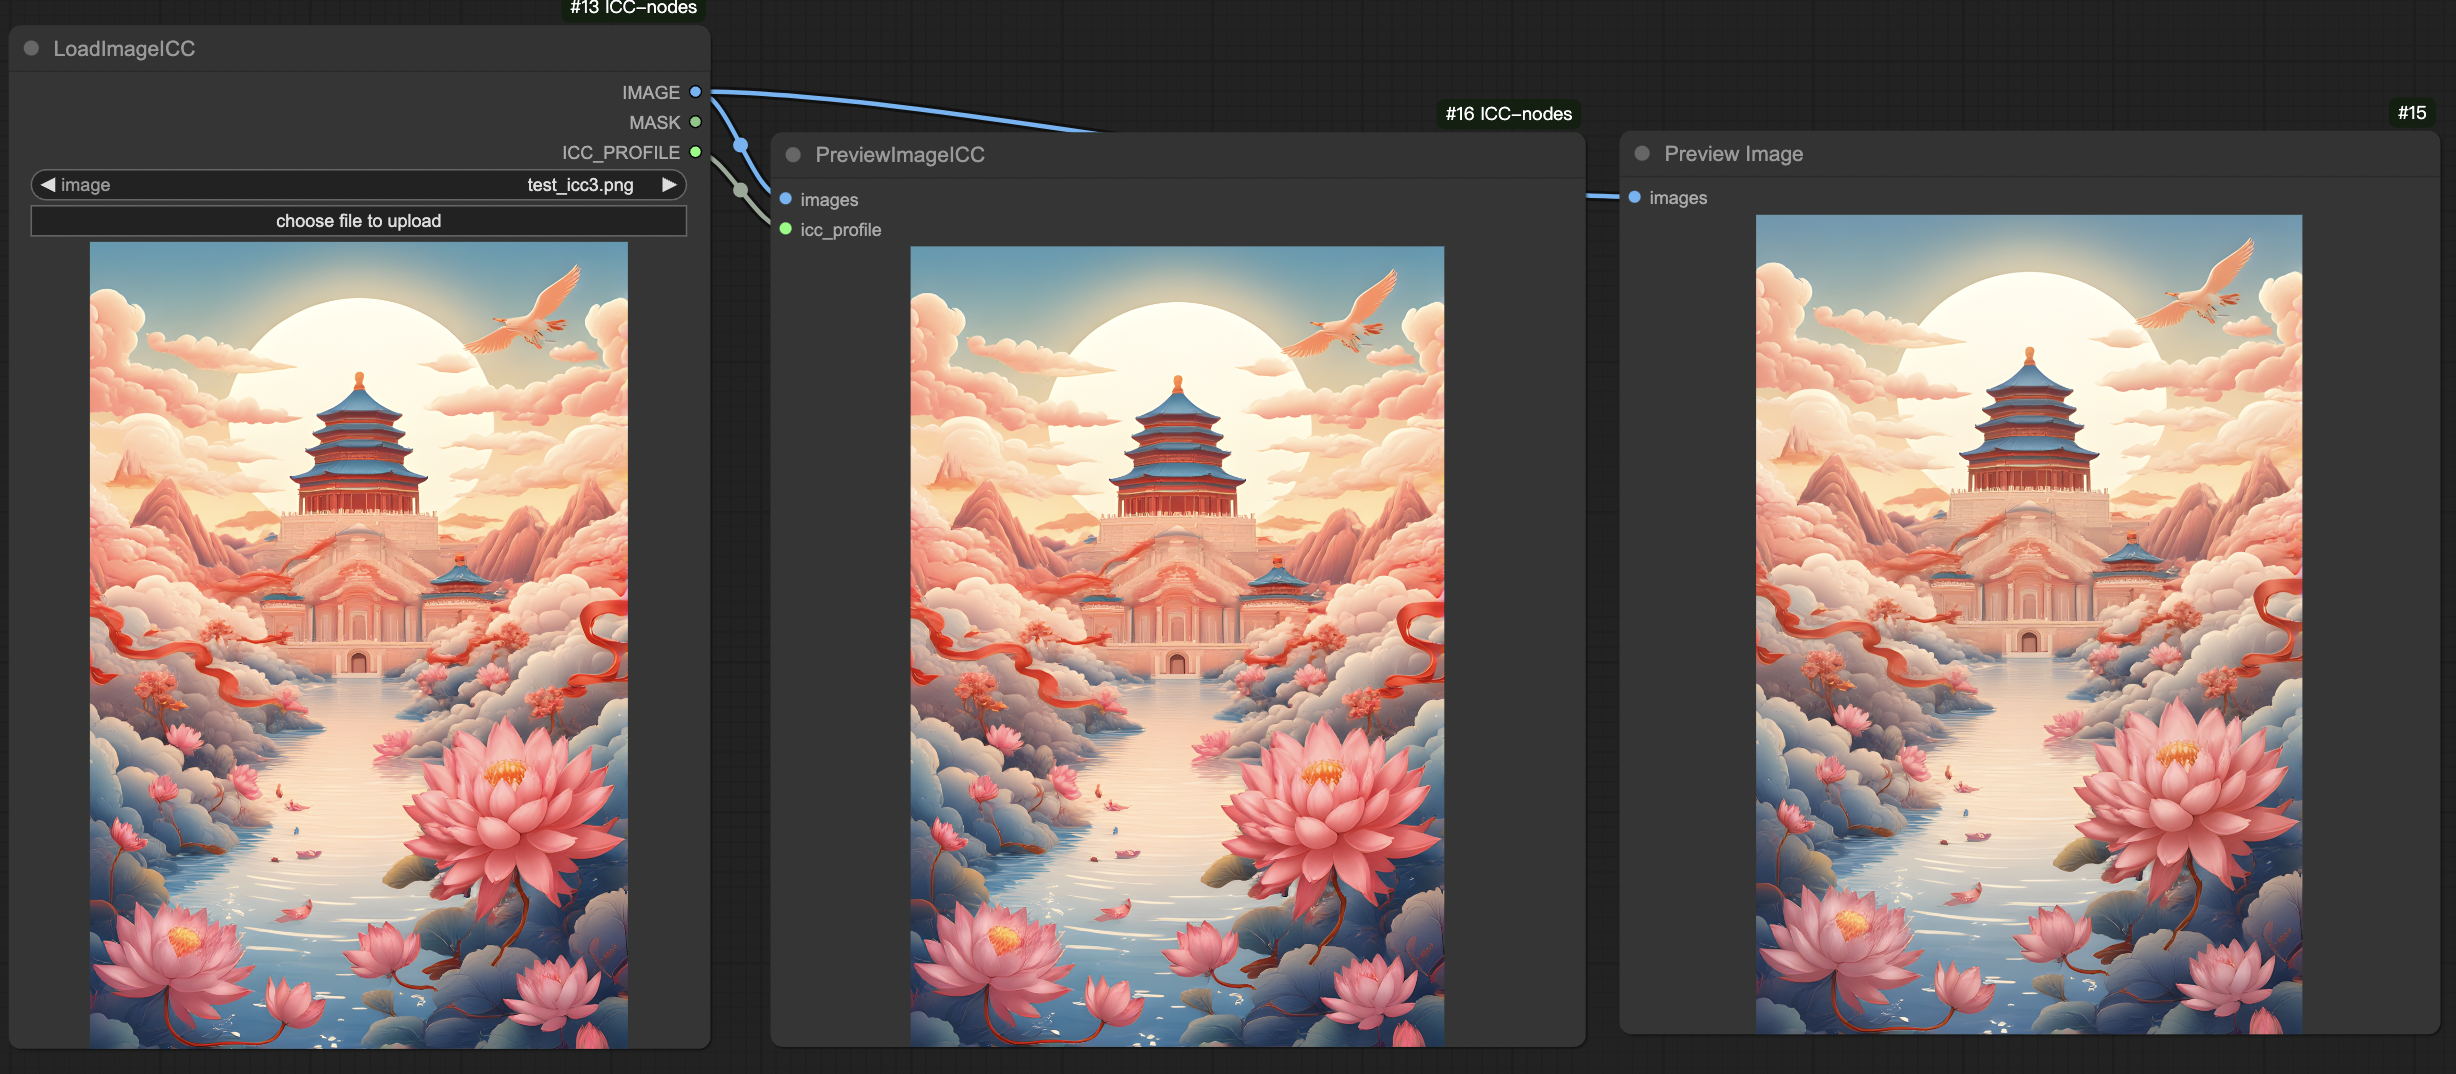 #13 ICC-nodes
LoadImageICC
IMAGE
MASK
ICC_PROFILE
image test_icc3.png
choose file to upload
#16 ICC-nodes
PreviewImageICC
images
icc_profile
#15
Preview Image
images